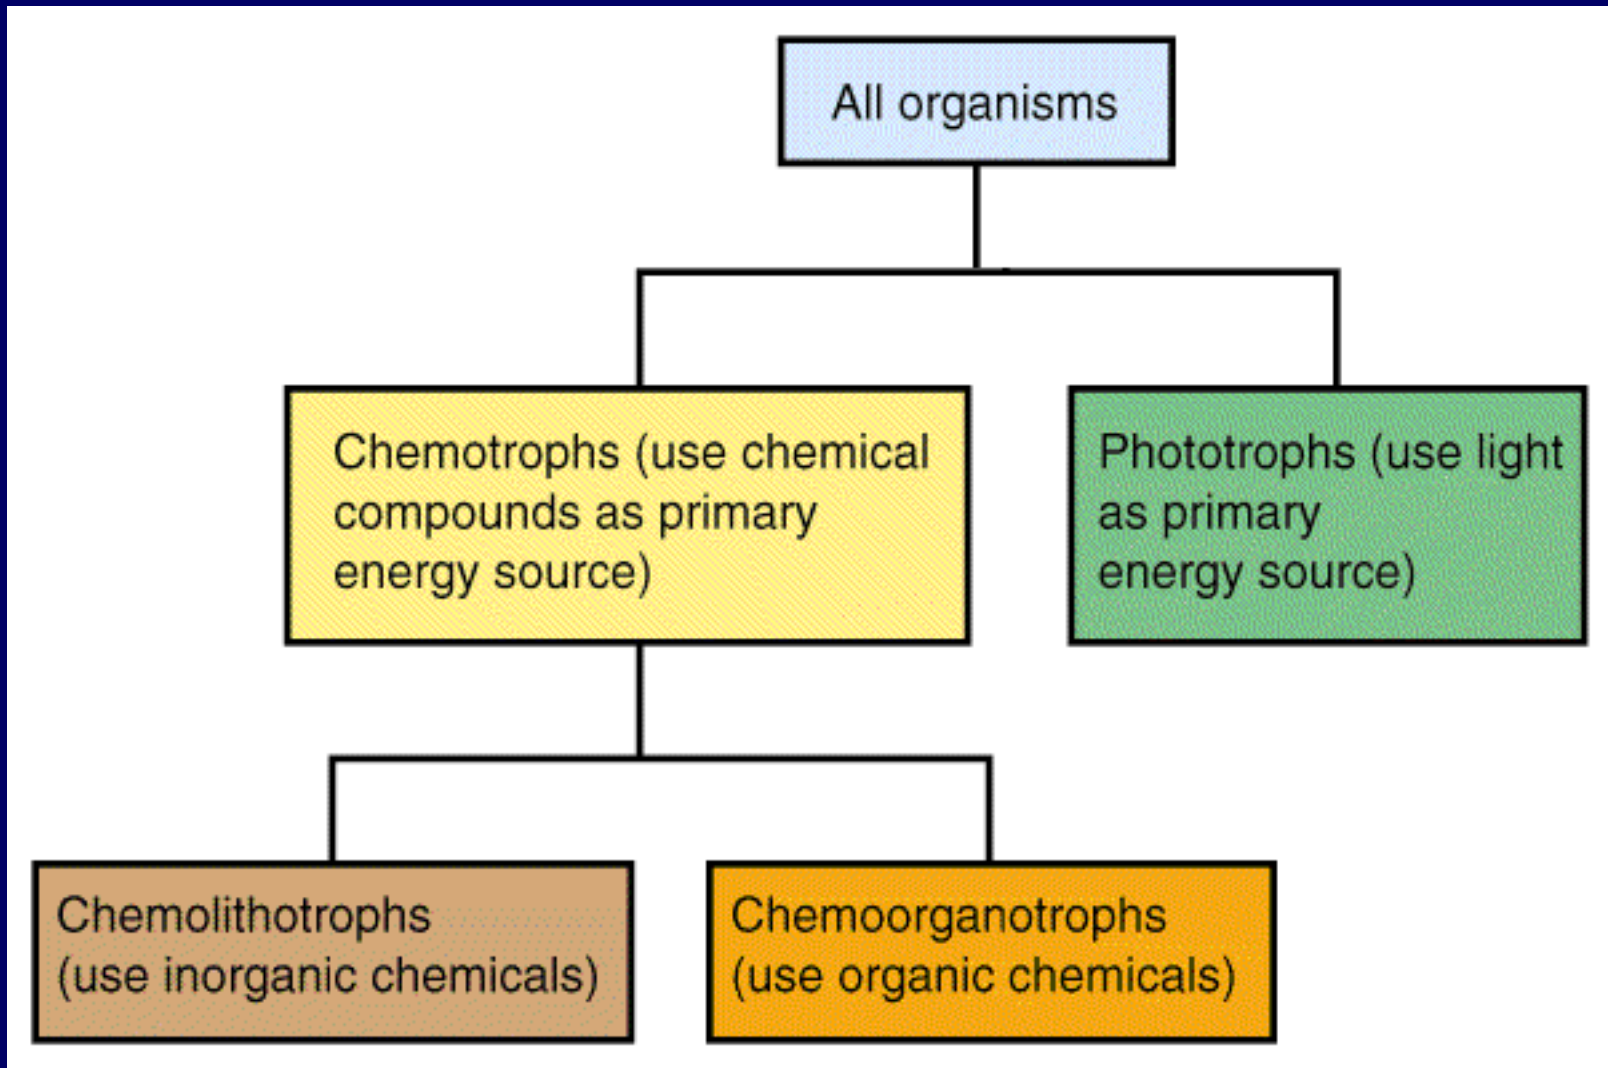 All organisms
Chemotrophs (use chemical
compounds as primary
energy source)
Phototrophs (use light
as primary
energy source)
Chemolithotrophs
(use inorganic chemicals)
Chemoorganotrophs
(use organic chemicals)